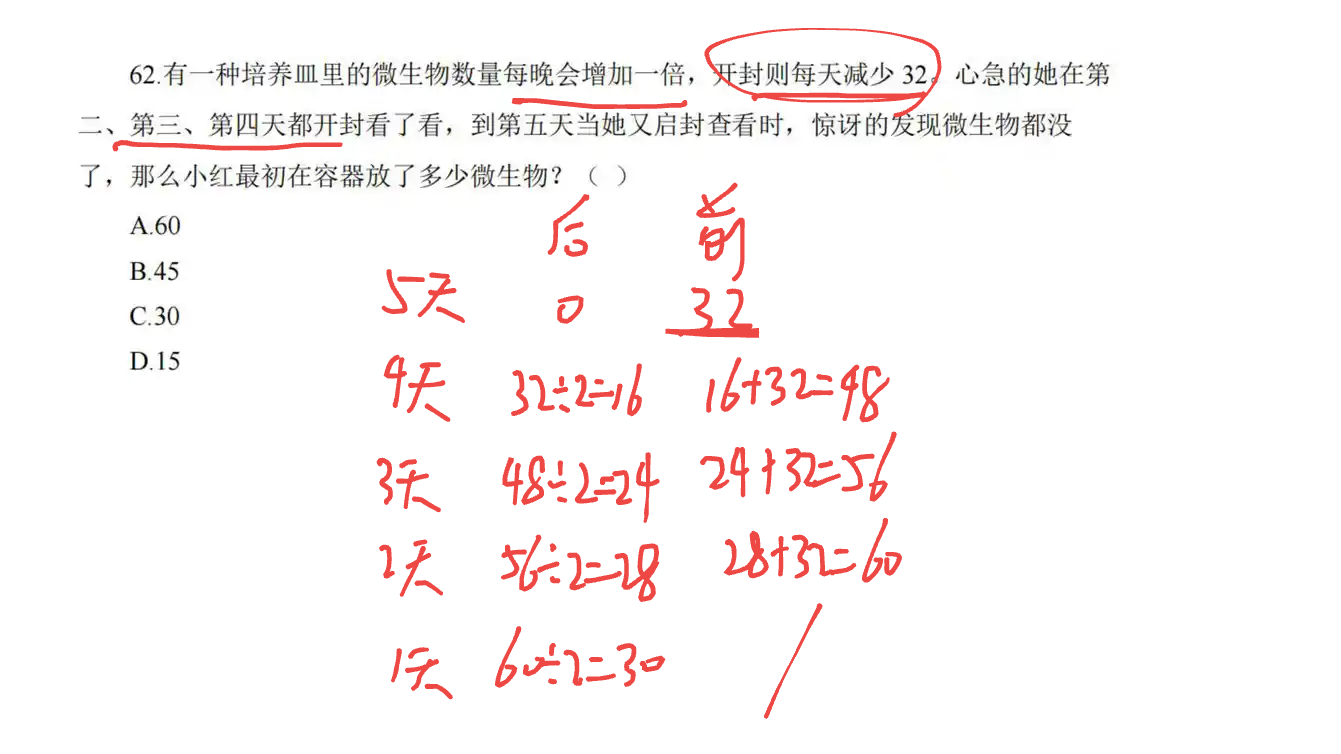 62.有一种培养皿里的微生物数量每晚会增加一倍，开封则每天减少 32。心急的她在第
二、第三、第四天都开封看了看，到第五天当她又启封查看时，惊讶的发现微生物都没
了，那么小红最初在容器放了多少微生物？（ ）
A.60
B.45
C.30
D.15
后 前
5天 0 32
4天 32÷2=16 16+32=48
3天 48÷2=24 24+32=56
2天 56÷2=28 28+32=60
1天 60÷2=30